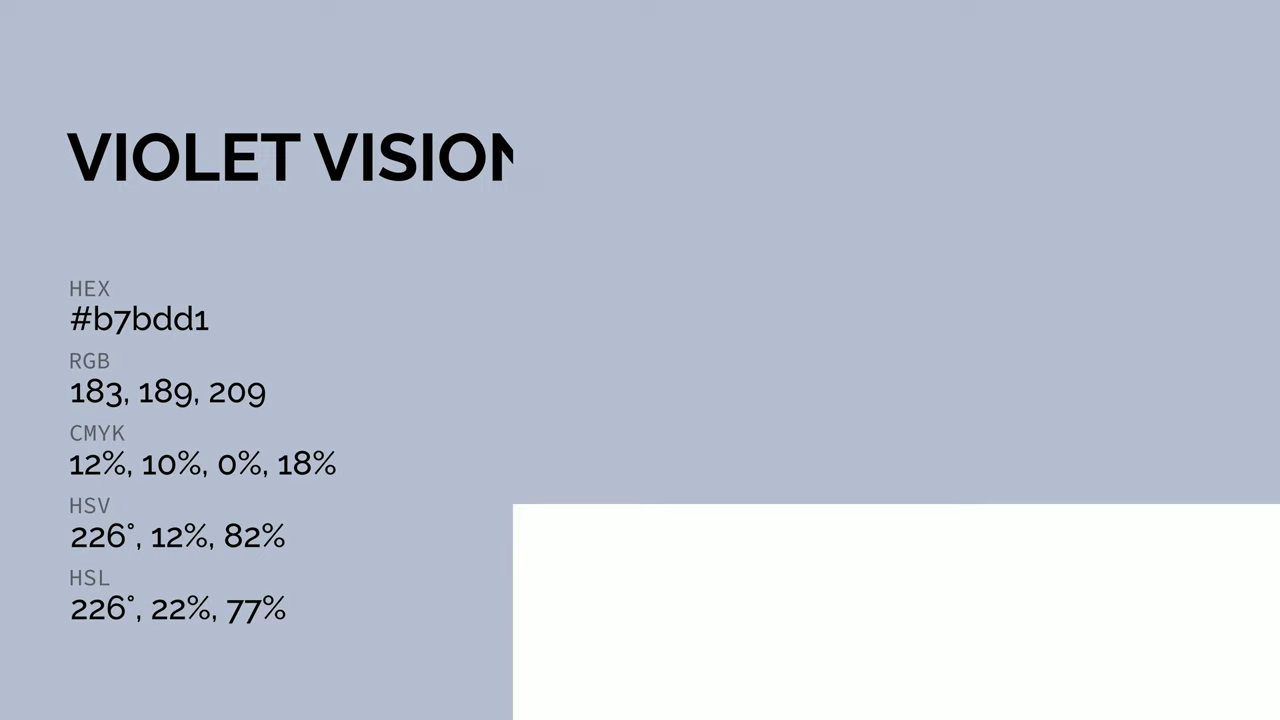 VIOLET VISION
HEX
#b7bdd1
RGB
183, 189, 209
CMYK
12%, 10%, 0%, 18%
HSV
226°, 12%, 82%
HSL
226°, 22%, 77%